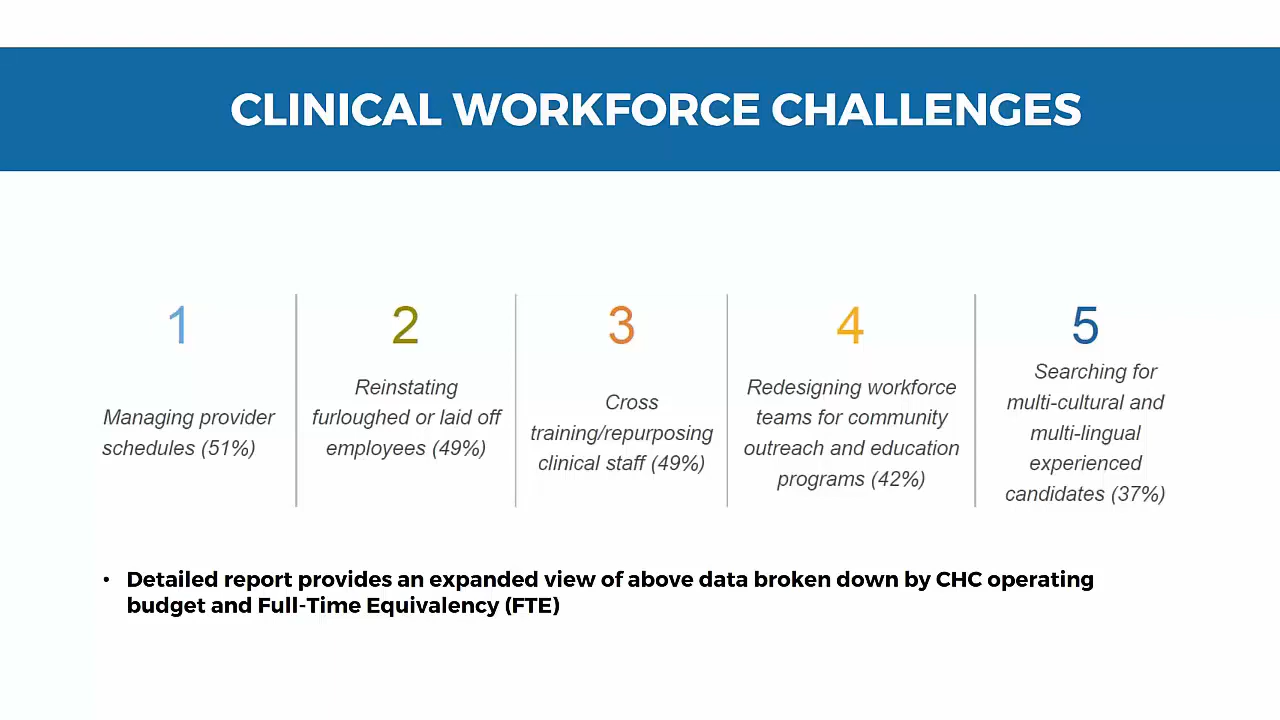 CLINICAL WORKFORCE CHALLENGES
1
Managing provider
schedules (51%)
2
Reinstating
furloughed or laid off
employees (49%)
3
Cross
training/repurposing
clinical staff (49%)
4
Redesigning workforce
teams for community
outreach and education
programs (42%)
5
Searching for
multi-cultural and
multi-lingual
experienced
candidates (37%)
• Detailed report provides an expanded view of above data broken down by CHC operating
budget and Full-Time Equivalency (FTE)